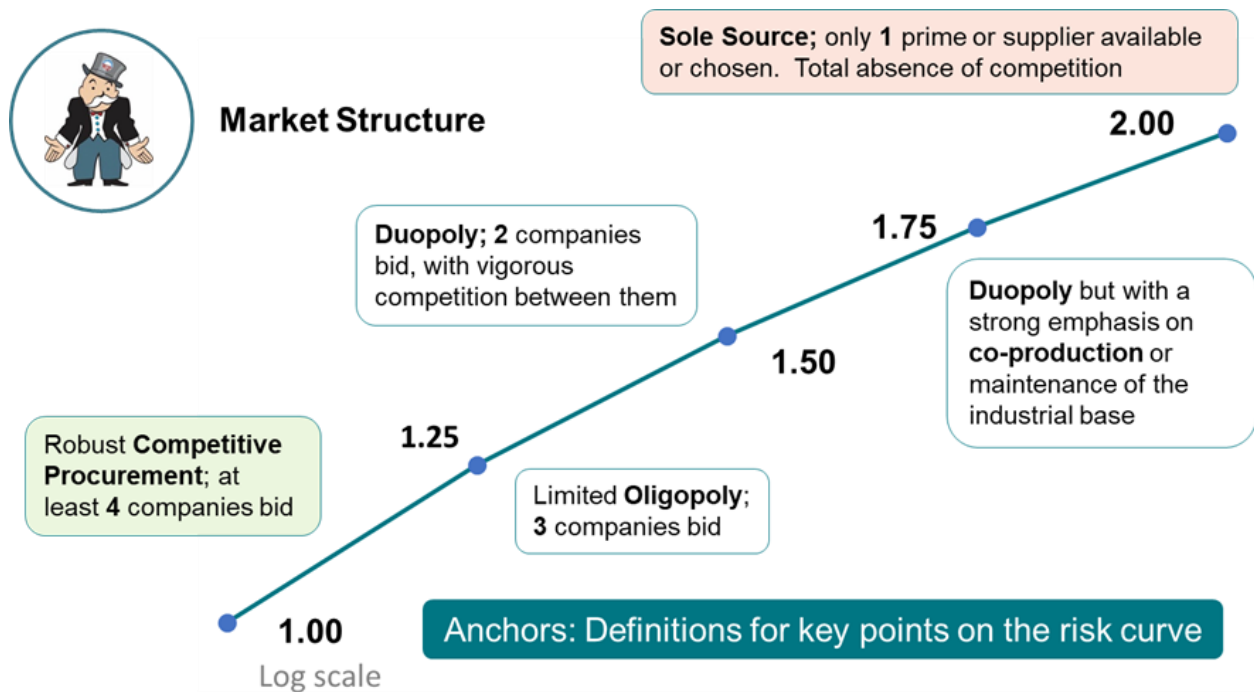 Sole Source; only 1 prime or supplier available
or chosen. Total absence of competition
Market Structure
2.00
Duopoly; 2 companies
bid, with vigorous
competition between them
1.75
Duopoly but with a
strong emphasis on
co-production or
maintenance of the
industrial base
1.50
Robust Competitive
Procurement; at
least 4 companies bid
1.25
Limited Oligopoly;
3 companies bid
1.00
Log scale
Anchors: Definitions for key points on the risk curve